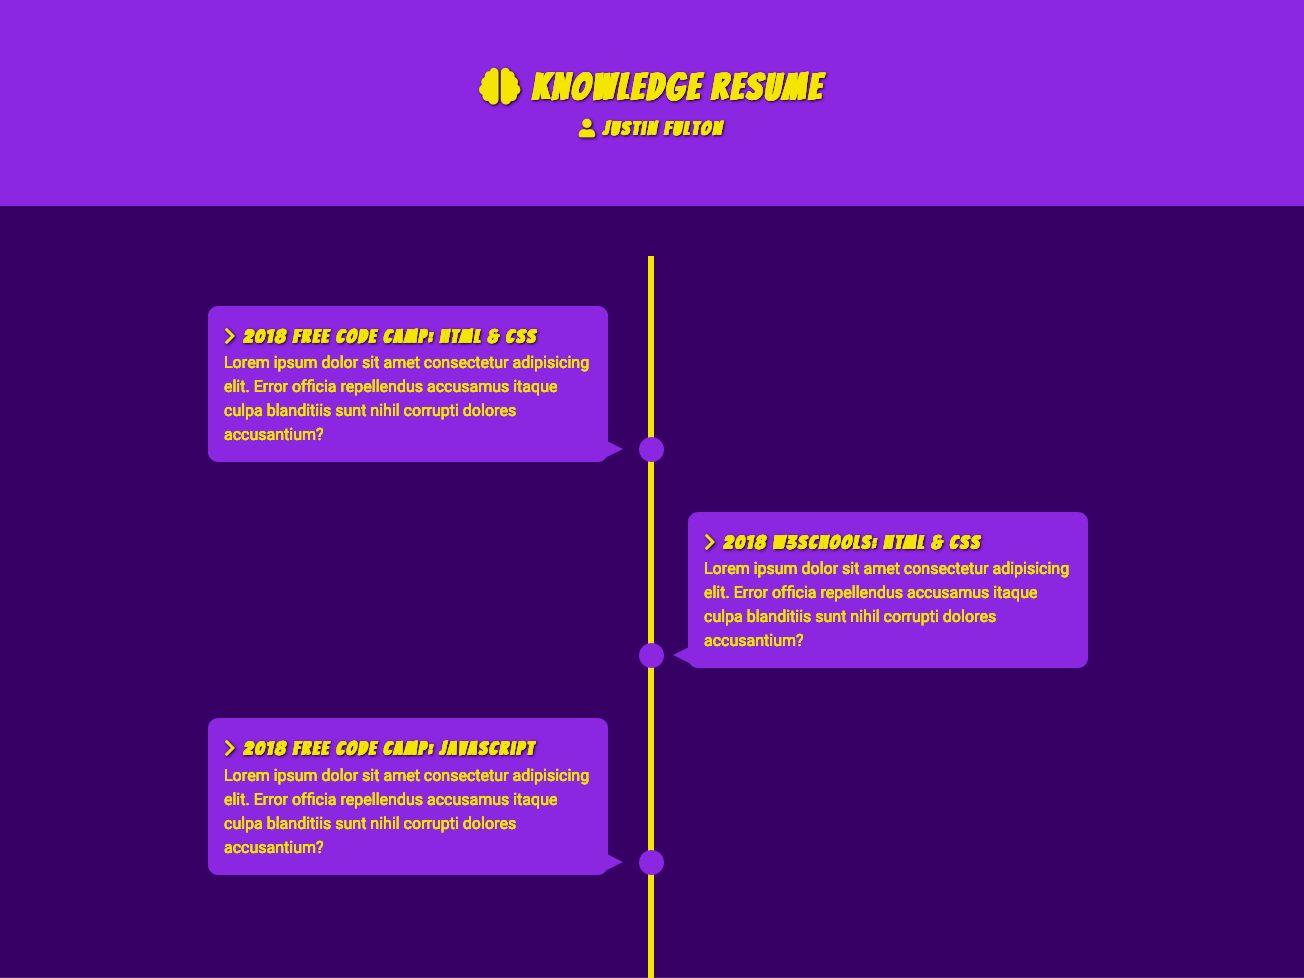 KNOWLEDGE RESUME
JUSTIN FULTON
2018 FREE CODE CAMP: HTML & CSS
Lorem ipsum dolor sit amet consectetur adipisicing
elit. Error officia repellendus accusamus itaque
culpa blanditiis sunt nihil corrupti dolores
accusantium?
2018 W3SCHOOLS: HTML & CSS
Lorem ipsum dolor sit amet consectetur adipisicing
elit. Error officia repellendus accusamus itaque
culpa blanditiis sunt nihil corrupti dolores
accusantium?
2018 FREE CODE CAMP: JAVASCRIPT
Lorem ipsum dolor sit amet consectetur adipisicing
elit. Error officia repellendus accusamus itaque
culpa blanditiis sunt nihil corrupti dolores
accusantium?